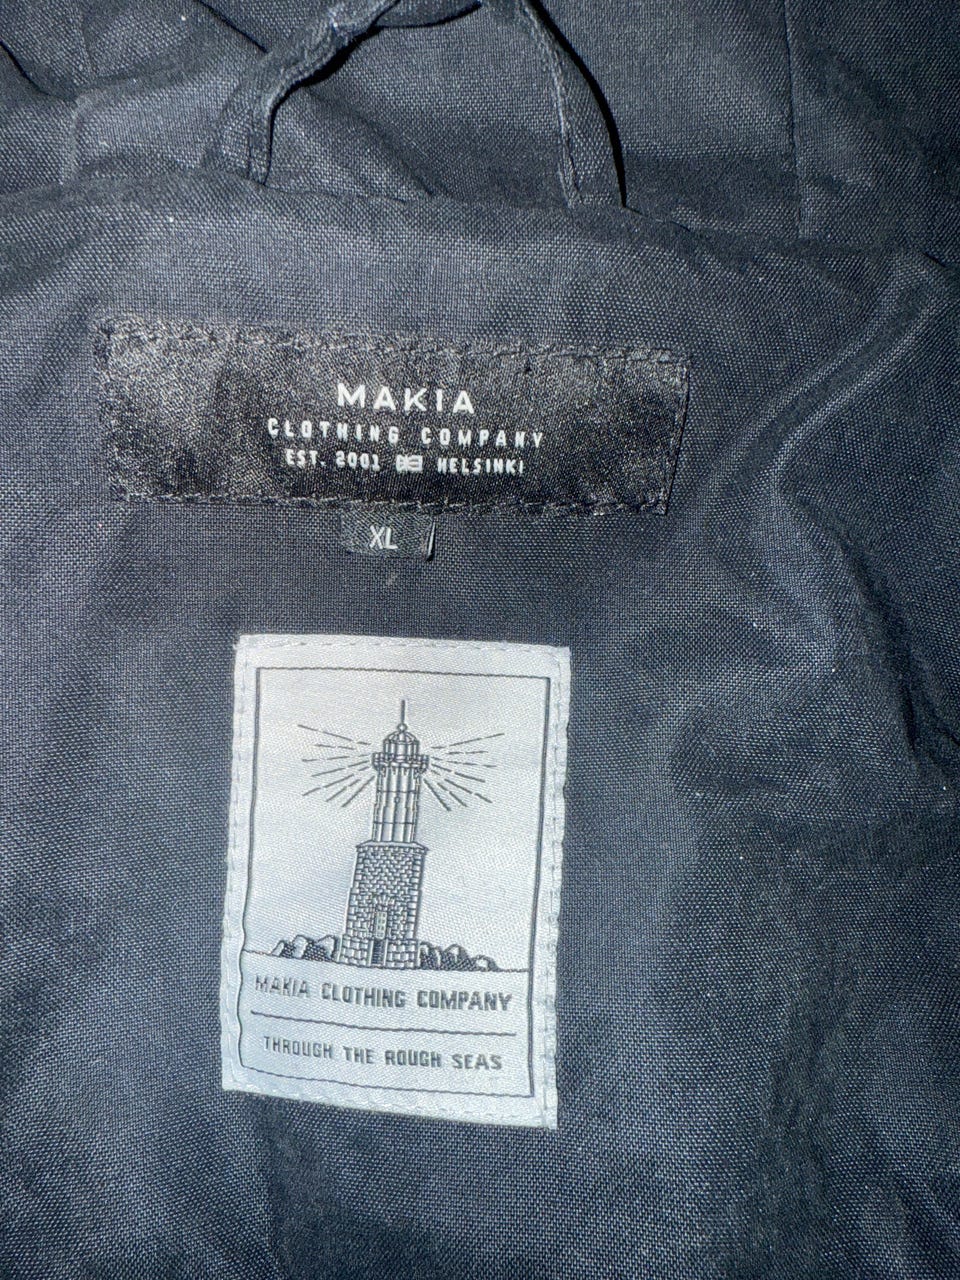 MAKIA
CLOTHING COMPANY
EST. 2001 HELSINKI
XL
MAKIA CLOTHING COMPANY
THROUGH THE ROUGH SEAS